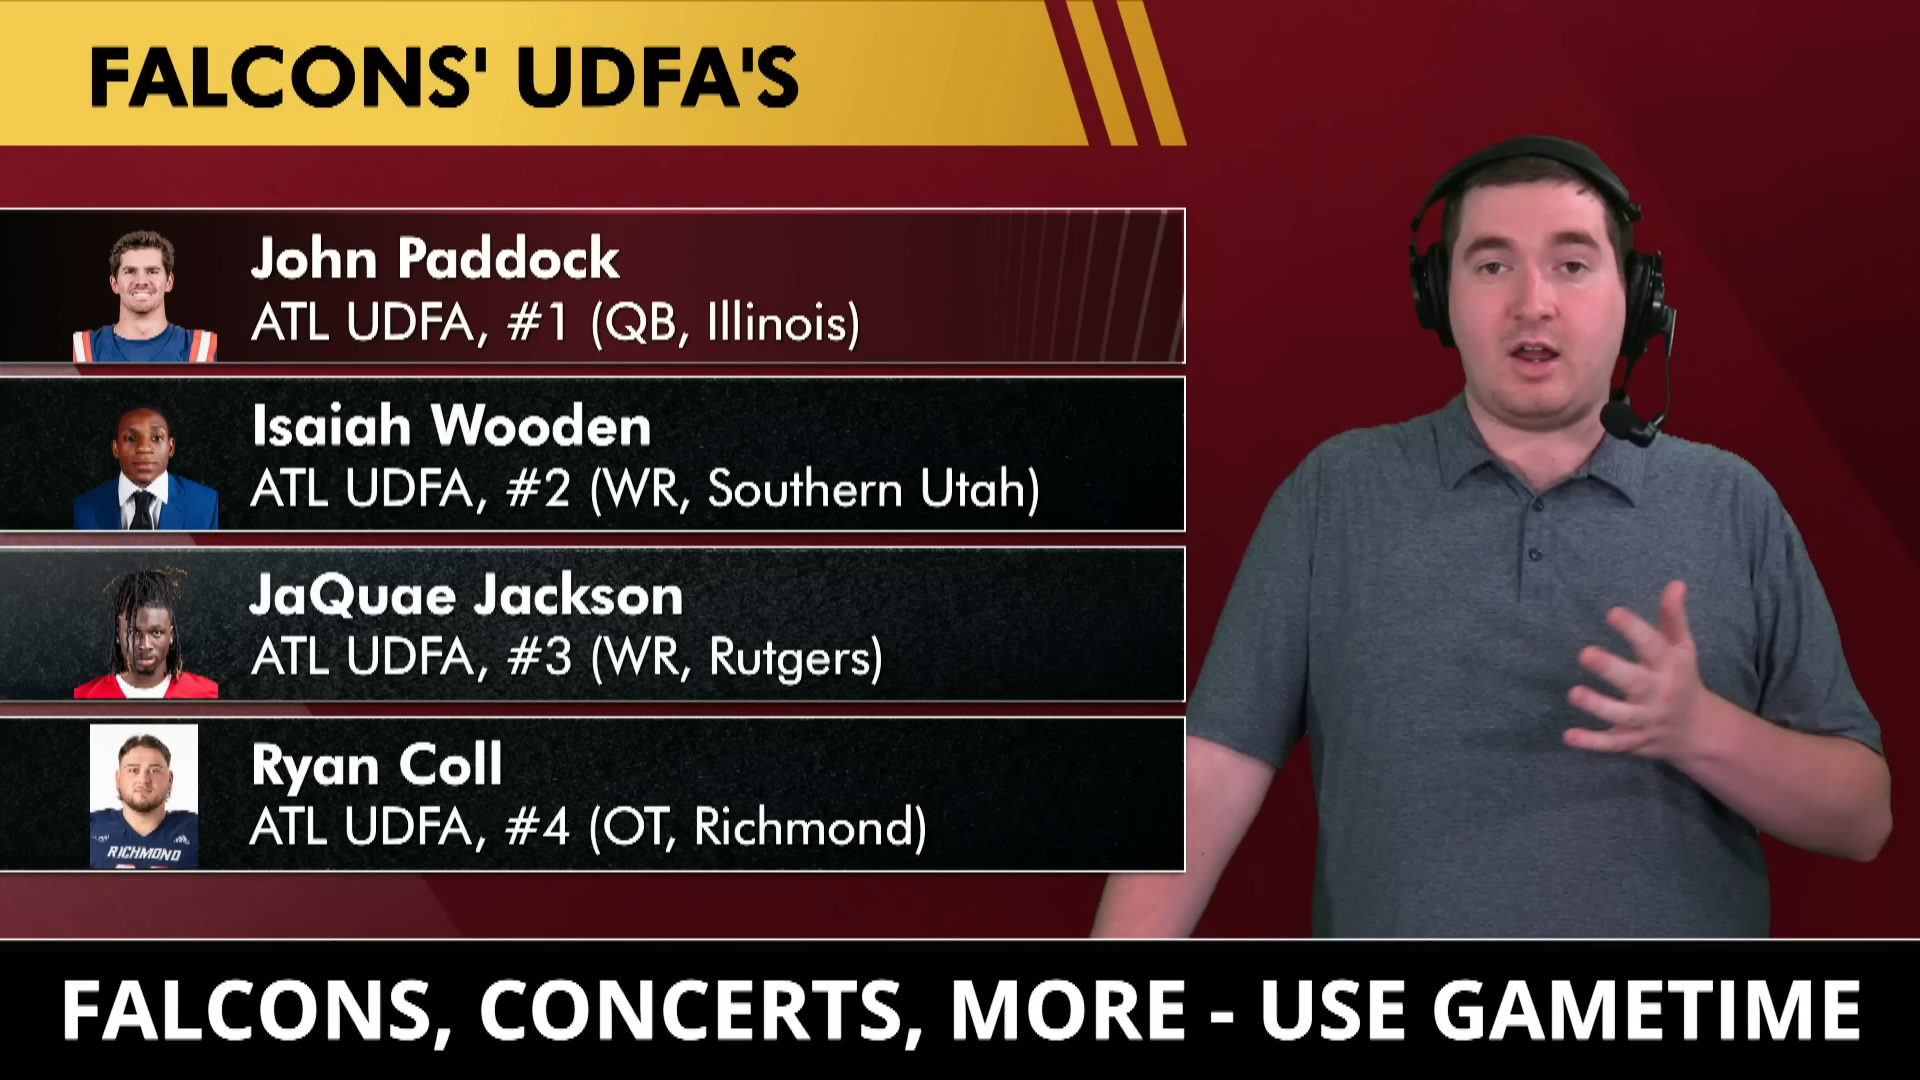 FALCONS' UDFA'S
John Paddock
ATL UDFA, #1 (QB, Illinois)
Isaiah Wooden
ATL UDFA, #2 (WR, Southern Utah)
JaQuae Jackson
ATL UDFA, #3 (WR, Rutgers)
Ryan Coll
ATL UDFA, #4 (OT, Richmond)
RICHMOND
FALCONS, CONCERTS, MORE - USE GAMETIME